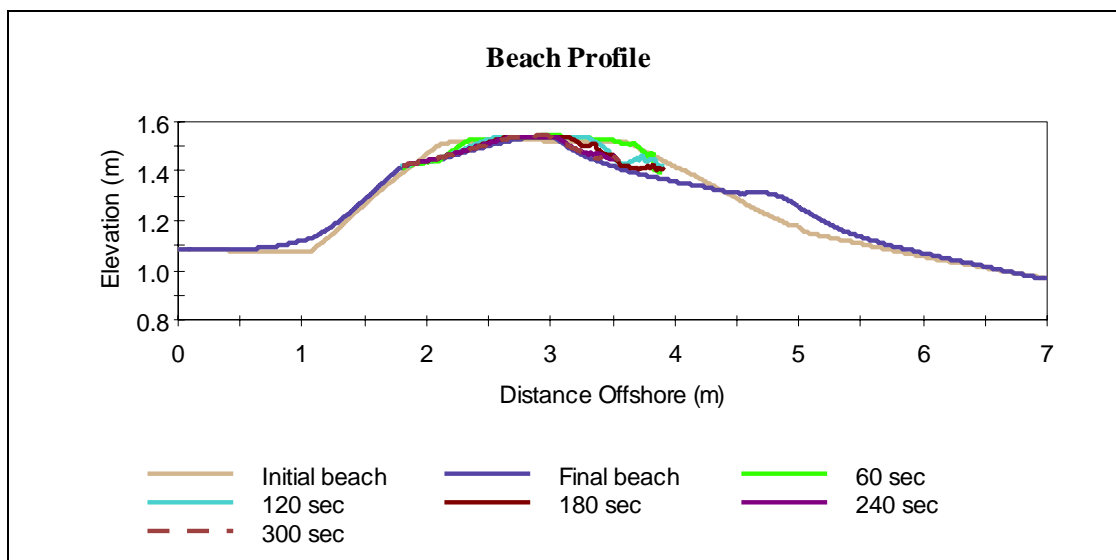 Beach Profile
Elevation (m)
1.6
1.4
1.2
1.0
0.8
0 1 2 3 4 5 6 7
Distance Offshore (m)
Initial beach Final beach 60 sec
120 sec 180 sec 240 sec
300 sec